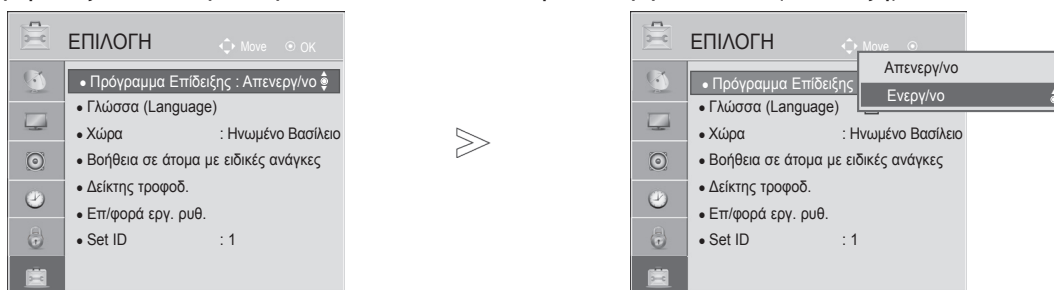 ΕΠΙΛΟΓΗ Move OK
• Πρόγραμμα Επίδειξης : Απενεργ/νο
• Γλώσσα (Language)
• Χώρα : Ηνωμένο Βασίλειο
• Βοήθεια σε άτομα με ειδικές ανάγκες
• Δείκτης τροφοδ.
• Επ/φορά εργ. ρυθ.
• Set ID : 1
ΕΠΙΛΟΓΗ Move
Απενεργ/νο
Ενεργ/νο
• Πρόγραμμα Επίδειξης
• Γλώσσα (Language)
• Χώρα : Ηνωμένο Βασίλειο
• Βοήθεια σε άτομα με ειδικές ανάγκες
• Δείκτης τροφοδ.
• Επ/φορά εργ. ρυθ.
• Set ID : 1